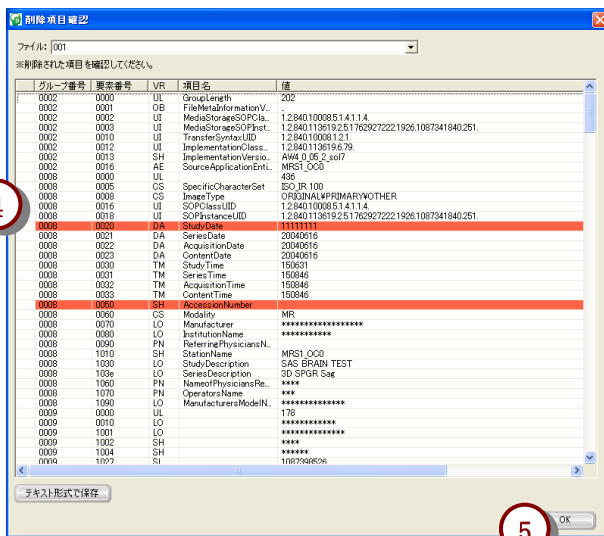 削除項目確認
ファイル: 001
※削除された項目を確認してください。
グループ番号 要素番号 VR 項目名 値
0002 0000 UL GroupLength 202
0002 0001 OB FileMetaInformationV... ..
0002 0002 UI MediaStorageSOPCla... 1.2.840.10008.5.1.4.1.1.4.
0002 0003 UI MediaStorageSOPInst... 1.2.840.113619.2.5.1762927222.1926.1087341840.251.
0002 0010 UI TransferSyntaxUID 1.2.840.10008.1.2.1.
0002 0012 UI ImplementationClass... 1.2.840.113619.6.79.
0002 0013 SH ImplementationVersio... AW4_0_05_2_sol7
0002 0016 AE SourceApplicationEnti... MRS1_OC0
0008 0000 UL 436
0008 0005 CS SpecificCharacterSet ISO_IR 100
0008 0008 CS ImageType ORIGINAL¥PRIMARY¥OTHER
0008 0016 UI SOPClassUID 1.2.840.10008.5.1.4.1.1.4.
0008 0018 UI SOPInstanceUID 1.2.840.113619.2.5.1762927222.1926.1087341840.251.
0008 0020 DA StudyDate 11111111
0008 0021 DA SeriesDate 20040616
0008 0022 DA AcquisitionDate 20040616
0008 0023 DA ContentDate 20040616
0008 0030 TM StudyTime 150631
0008 0031 TM SeriesTime 150846
0008 0032 TM AcquisitionTime 150846
0008 0033 TM ContentTime 150846
0008 0050 SH AccessionNumber
0008 0060 CS Modality MR
0008 0070 LO Manufacturer ******************
0008 0080 LO InstitutionName ***********
0008 0090 PN ReferringPhysiciansN...
0008 1010 SH StationName MRS1_OC0
0008 1030 LO StudyDescription SAS BRAIN TEST
0008 103e LO SeriesDescription 3D SPGR Sag
0008 1060 PN NameofPhysiciansRe... ****
0008 1070 PN OperatorsName ***
0008 1090 LO ManufacturersModelN... **************
0009 0000 UL 178
0009 0010 LO ************
0009 1001 LO **************
0009 1002 SH ****
0009 1004 SH ******
0009 1027 SL 1087398526
4
テキスト形式で保存
5
OK